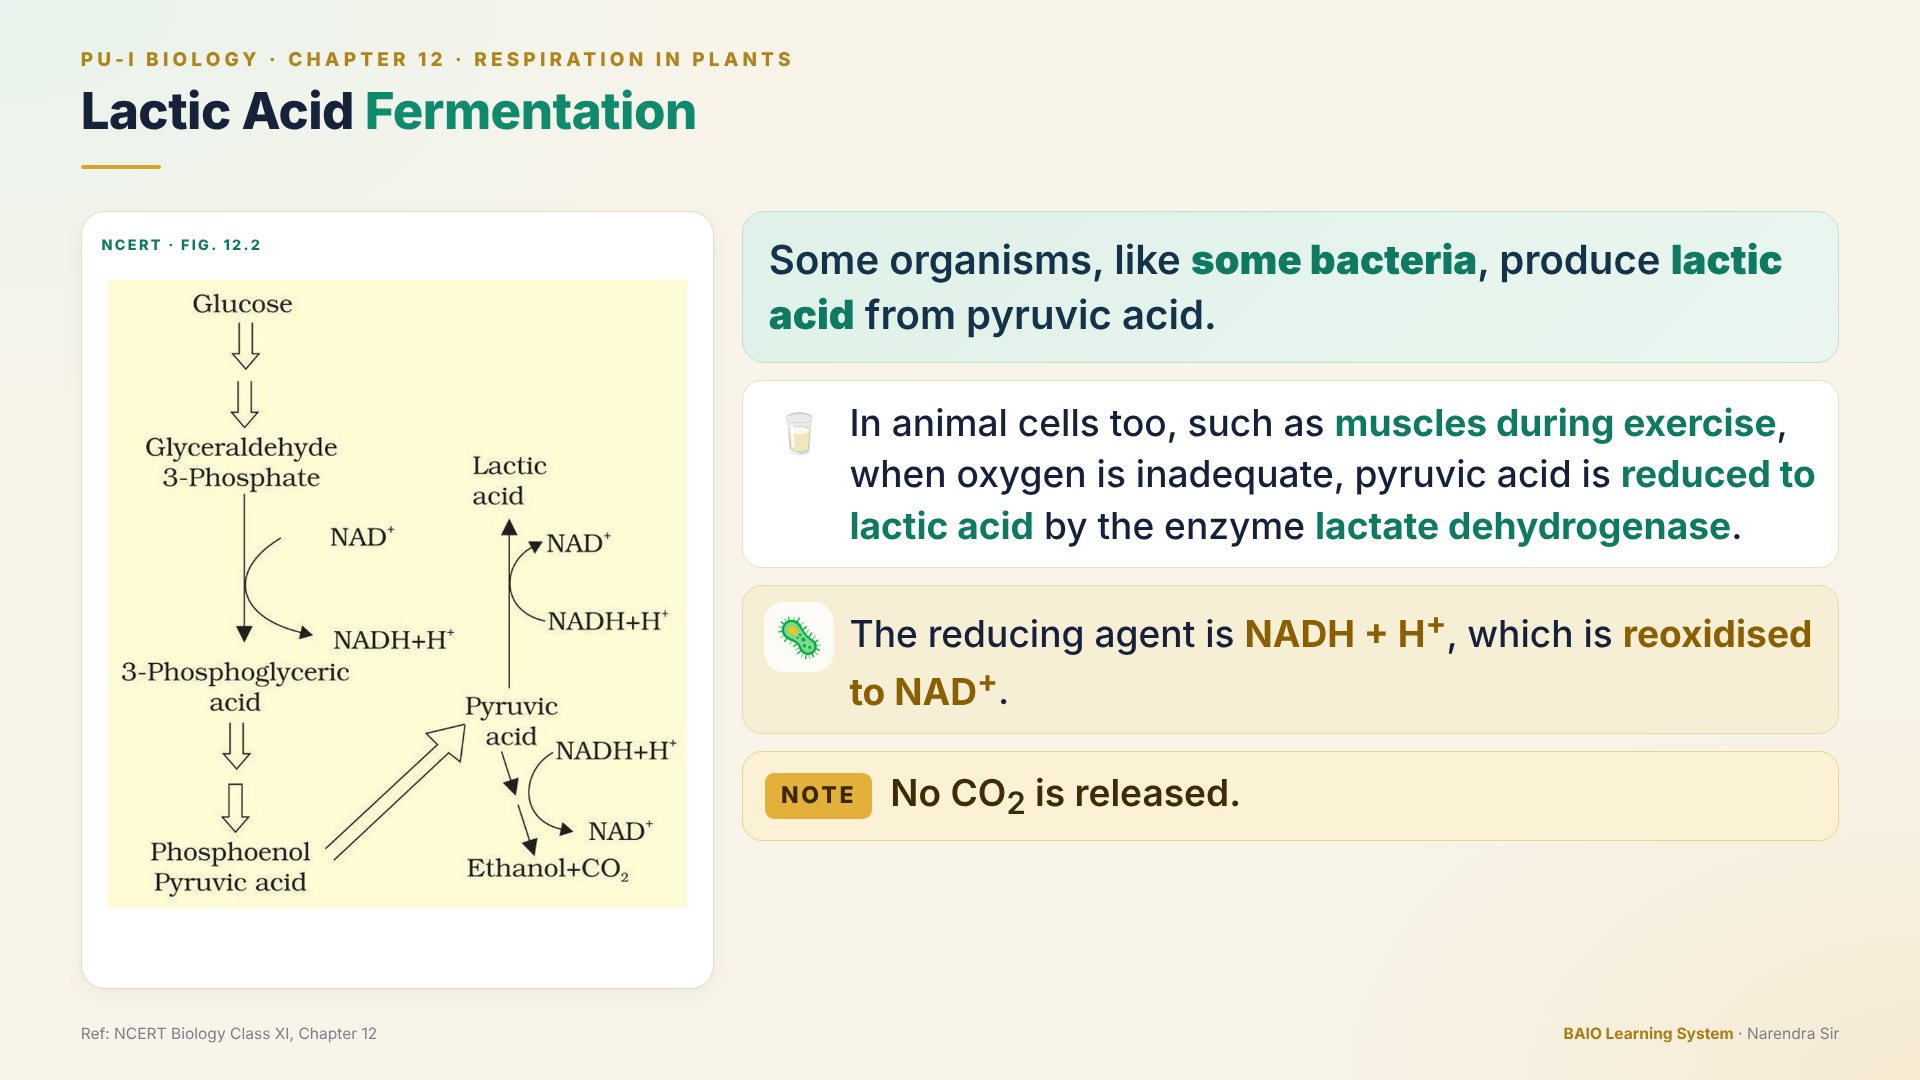 PU-I BIOLOGY · CHAPTER 12 · RESPIRATION IN PLANTS
Lactic Acid Fermentation
NCERT · FIG. 12.2
Glucose
Glyceraldehyde
3-Phosphate
NAD⁺
NADH+H⁺
3-Phosphoglyceric
acid
Phosphoenol
Pyruvic acid
Lactic
acid
NAD⁺
NADH+H⁺
Pyruvic
acid
NADH+H⁺
NAD⁺
Ethanol+CO₂
Some organisms, like some bacteria, produce lactic
acid from pyruvic acid.
In animal cells too, such as muscles during exercise,
when oxygen is inadequate, pyruvic acid is reduced to
lactic acid by the enzyme lactate dehydrogenase.
The reducing agent is NADH + H⁺, which is reoxidised
to NAD⁺.
NOTE No CO₂ is released.
Ref: NCERT Biology Class XI, Chapter 12
BAIO Learning System · Narendra Sir